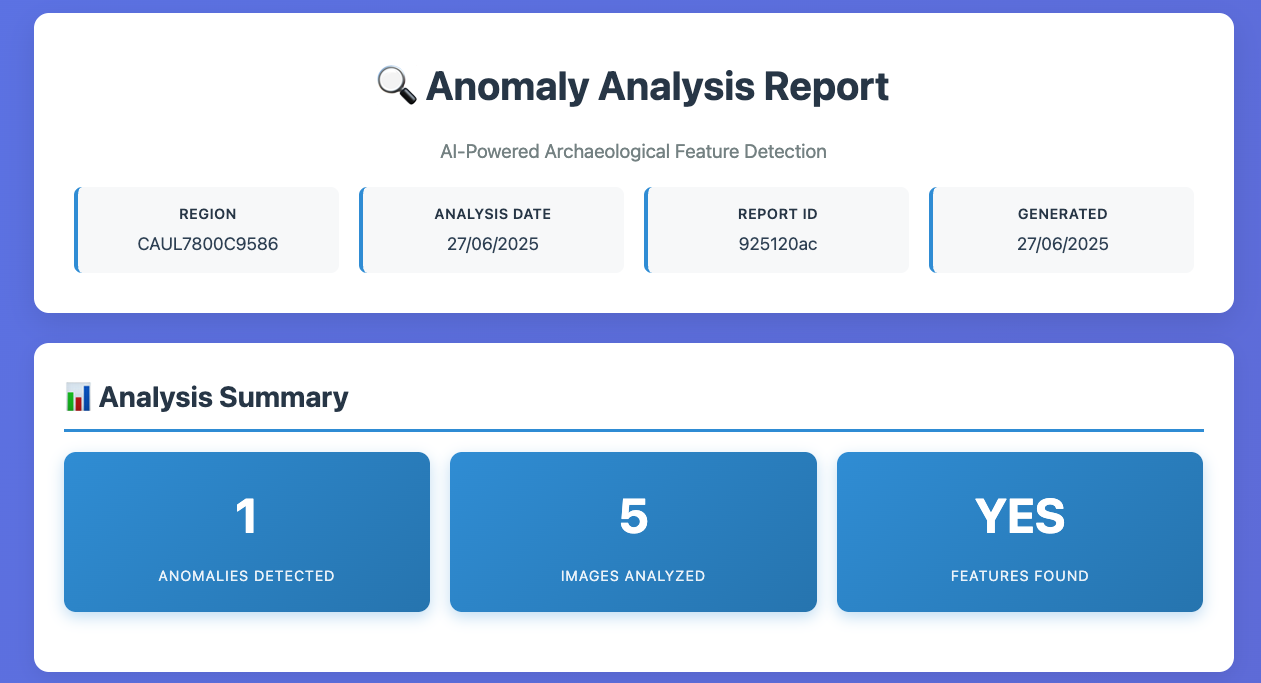 Anomaly Analysis Report
AI-Powered Archaeological Feature Detection
REGION
CAUL7800C9586
ANALYSIS DATE
27/06/2025
REPORT ID
925120ac
GENERATED
27/06/2025
Analysis Summary
1
ANOMALIES DETECTED
5
IMAGES ANALYZED
YES
FEATURES FOUND